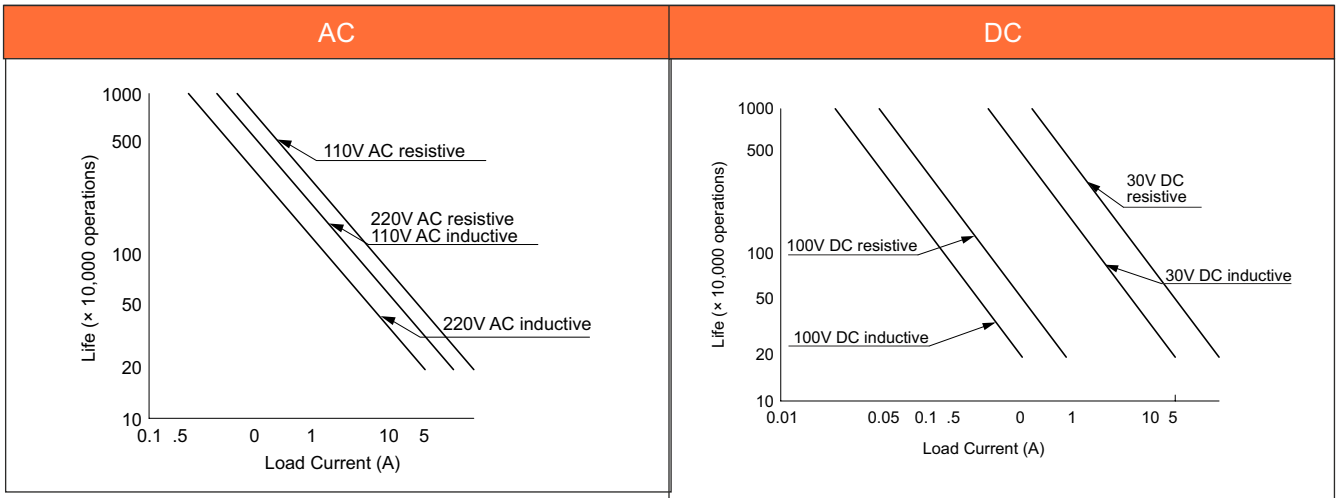 AC
DC
1000
500
100
50
20
10
0.1 .5 0 1 10 5
Life (× 10,000 operations)
Load Current (A)
110V AC resistive
220V AC resistive
110V AC inductive
220V AC inductive
1000
500
100
50
20
10
0.01 0.05 0.1 .5 0 1 10 5
Life (× 10,000 operations)
Load Current (A)
30V DC
resistive
100V DC resistive
30V DC inductive
100V DC inductive